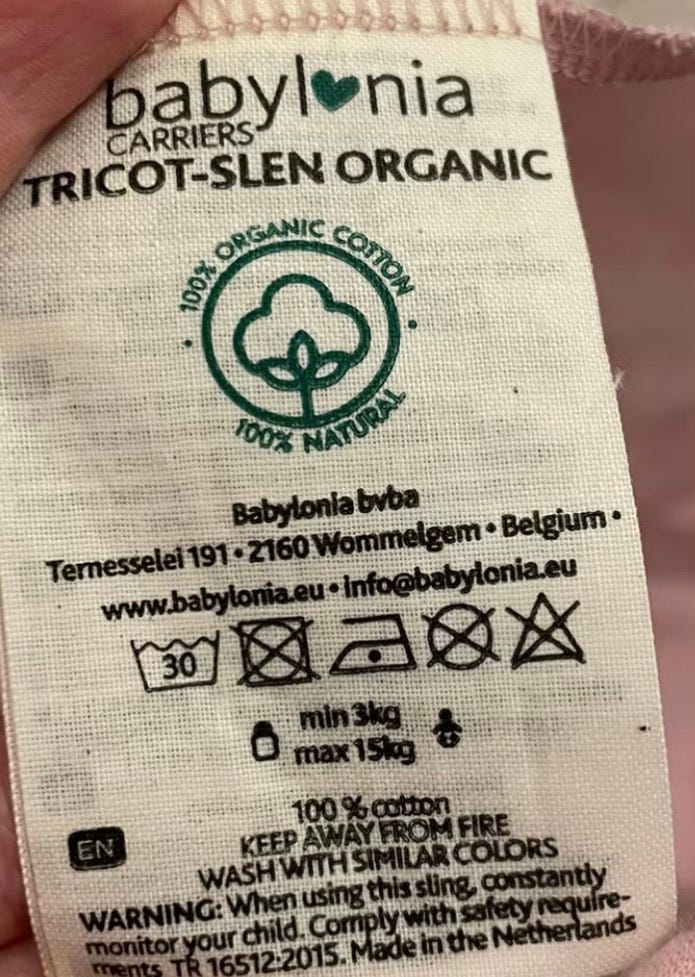 babylonia
CARRIERS
TRICOT-SLEN ORGANIC
100% ORGANIC COTTON
100% NATURAL
Babylonia bvba
Ternesselei 191 • 2160 Wommelgem • Belgium •
www.babylonia.eu • info@babylonia.eu
30
min 3kg
max 15kg
100 % cotton
EN
KEEP AWAY FROM FIRE
WASH WITH SIMILAR COLORS
WARNING: When using this sling, constantly
monitor your child. Comply with safety require-
ments TR 16512:2015. Made in the Netherlands